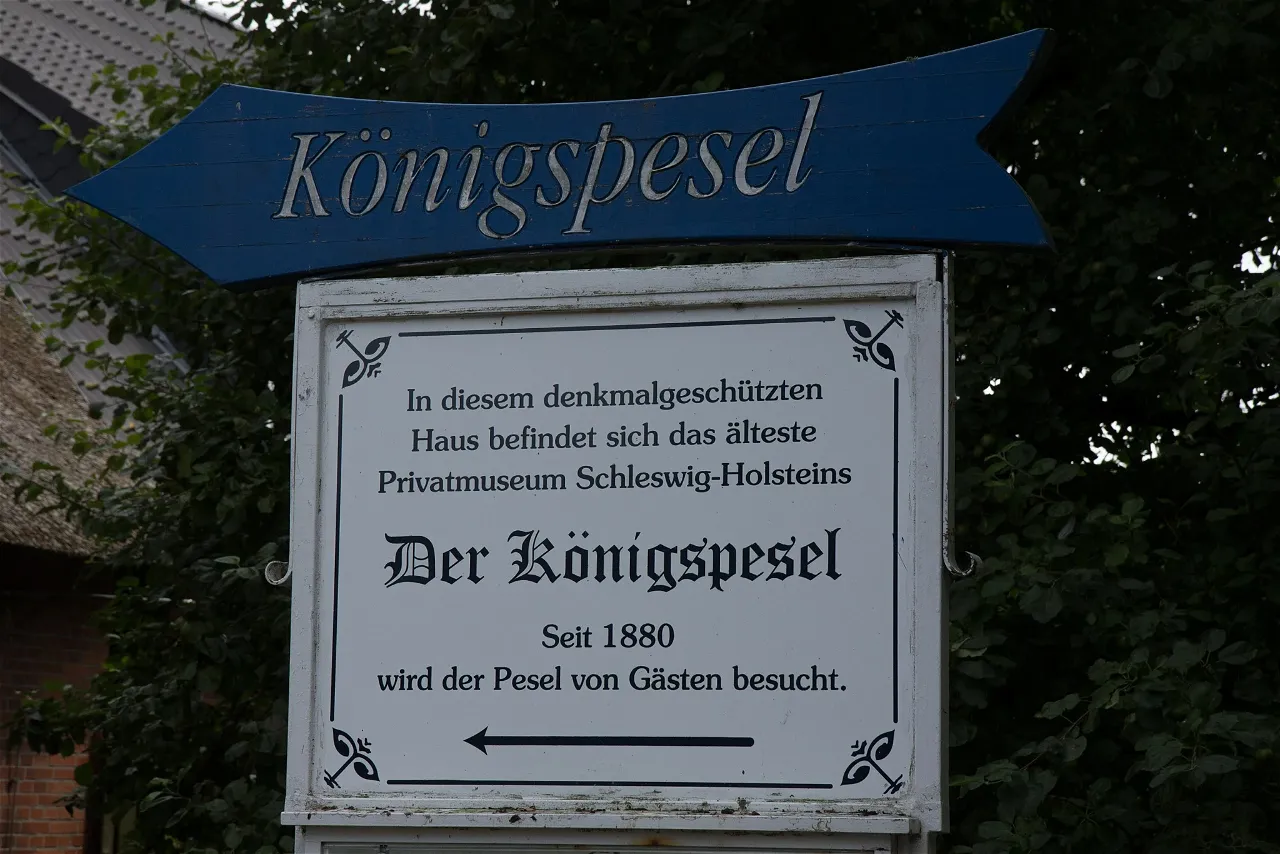 Königspesel
In diesem denkmalgeschützten
Haus befindet sich das älteste
Privatmuseum Schleswig-Holsteins
Der Königspesel
Seit 1880
wird der Pesel von Gästen besucht.